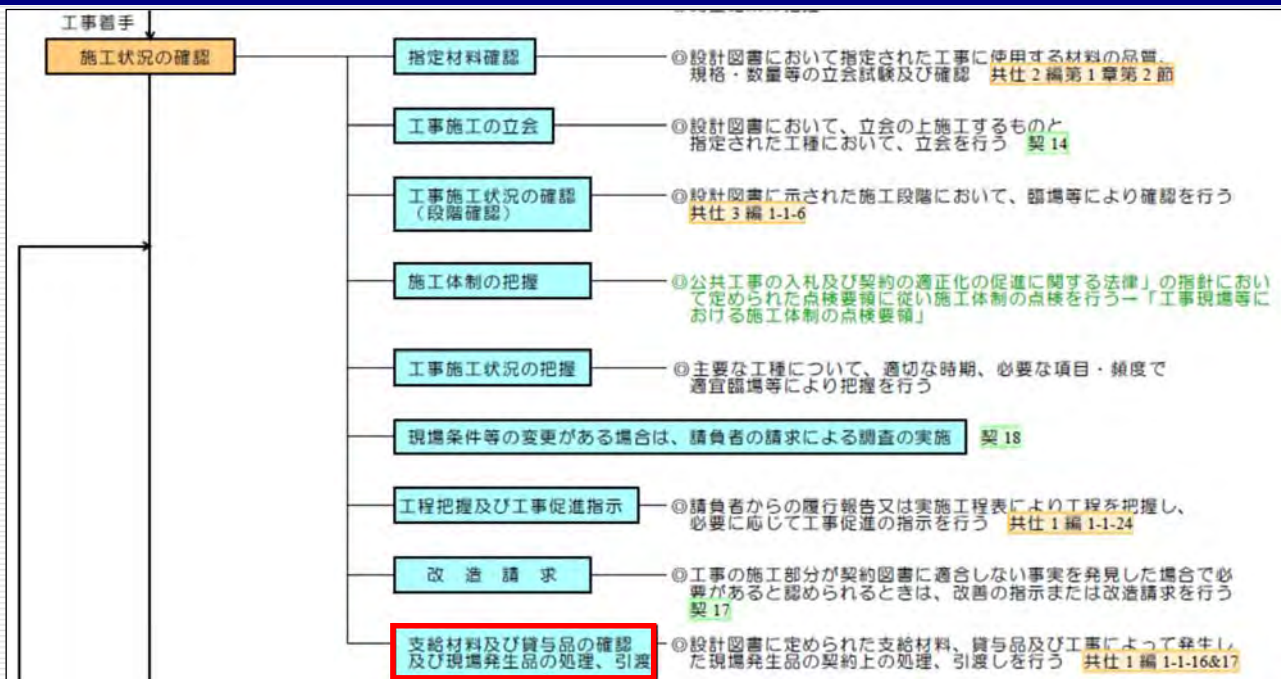 工事着手
施工状況の確認
指定材料確認
◎設計図書において指定された工事に使用する材料の品質、
規格・数量等の立会試験及び確認 共仕 2 編第 1 章第 2 節
工事施工の立会
◎設計図書において、立会の上施工するものと
指定された工種において、立会を行う 契 14
工事施工状況の確認
(段階確認)
◎設計図書に示された施工段階において、臨場等により確認を行う
共仕 3 編 1-1-6
施工体制の把握
◎公共工事の入札及び契約の適正化の促進に関する法律」の指針におい
て定められた点検要領に従い施工体制の点検を行う→「工事現場等に
おける施工体制の点検要領」
工事施工状況の把握
◎主要な工種について、適切な時期、必要な項目・頻度で
適宜臨場等により把握を行う
現場条件等の変更がある場合は、請負者の請求による調査の実施 契 18
工程把握及び工事促進指示
◎請負者からの履行報告又は実施工程表により工程を把握し、
必要に応じて工事促進の指示を行う 共仕 1 編 1-1-24
改 造 請 求
◎工事の施工部分が契約図書に適合しない事実を発見した場合で必
要があると認められるときは、改善の指示または改造請求を行う
契 17
支給材料及び貸与品の確認
及び現場発生品の処理、引渡
◎設計図書に定められた支給材料、貸与品及び工事によって発生し
た現場発生品の契約上の処理、引渡しを行う 共仕 1 編 1-1-16&17